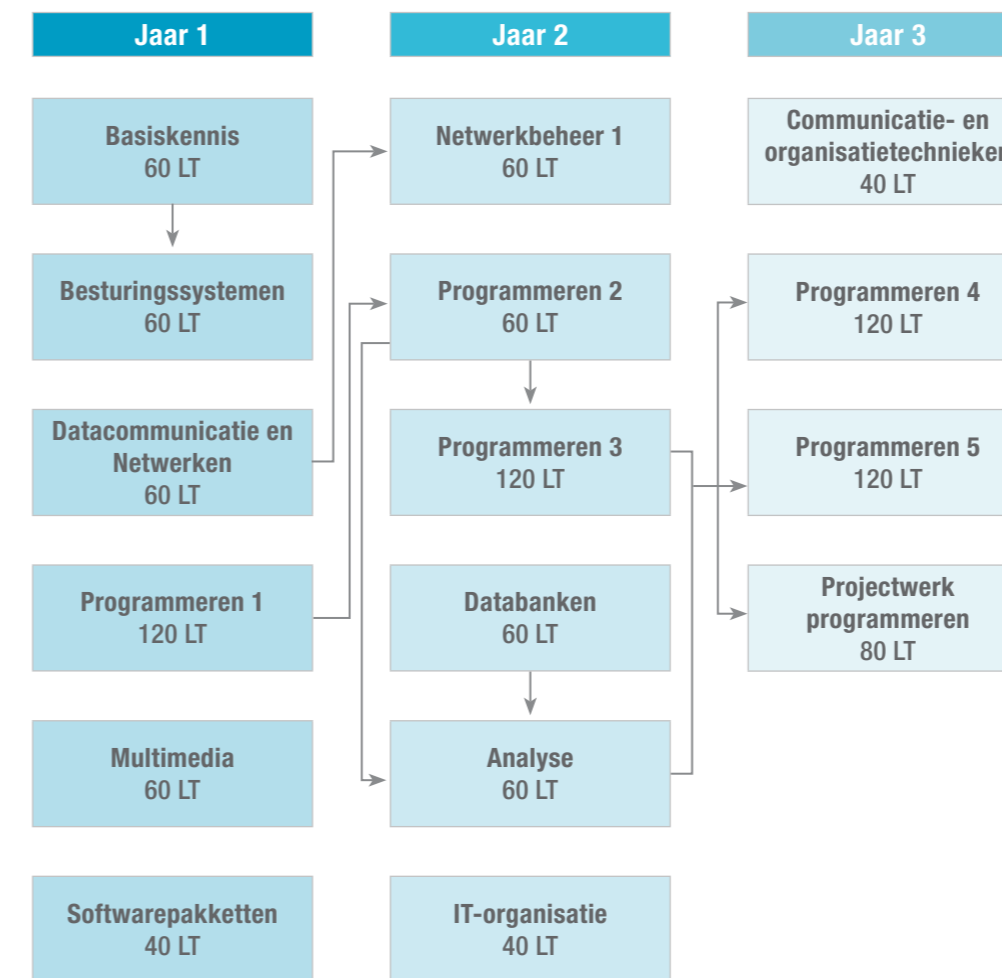 Jaar 1
Jaar 2
Jaar 3
Basiskennis
60 LT
Netwerkbeheer 1
60 LT
Communicatie- en
organisatietechnieken
40 LT
Besturingssystemen
60 LT
Programmeren 2
60 LT
Programmeren 4
120 LT
Datacommunicatie en
Netwerken
60 LT
Programmeren 3
120 LT
Programmeren 5
120 LT
Programmeren 1
120 LT
Databanken
60 LT
Projectwerk
programmeren
80 LT
Multimedia
60 LT
Analyse
60 LT
Softwarepakketten
40 LT
IT-organisatie
40 LT